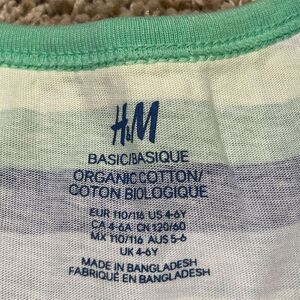 H&M
BASIC/BASIQUE
ORGANIC COTTON/
COTON BIOLOGIQUE
EUR 110/116 US 4-6Y
CA 4-6A CN 120/60
MX 110/116 AUS 5-6
UK 4-6Y
MADE IN BANGLADESH
FABRIQUÉ EN BANGLADESH